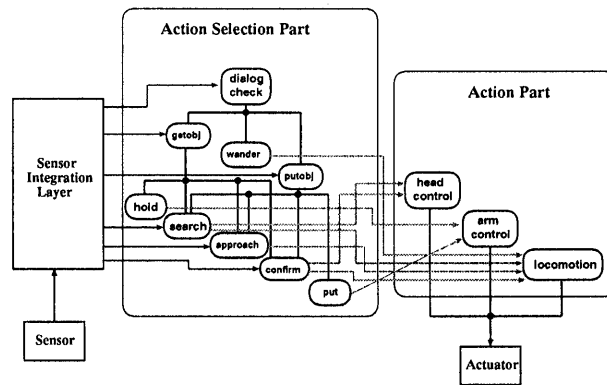 Action Selection Part
Action Part
dialog
check
getobj
wander
putobj
Sensor
Integration
Layer
hold
search
approach
confirm
put
head
control
arm
control
locomotion
Sensor
Actuator